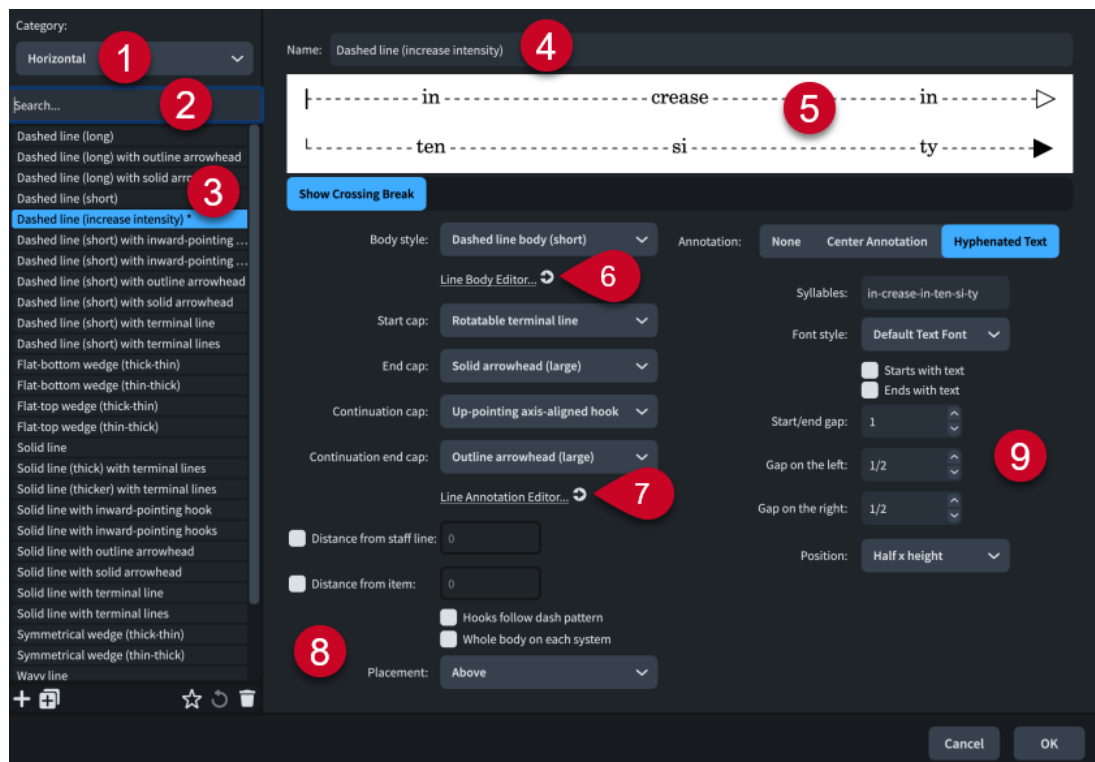 Category:
Horizontal
1
Search...
2
Dashed line (long)
Dashed line (long) with outline arrowhead
Dashed line (long) with solid arr
3
Dashed line (short)
Dashed line (increase intensity) *
Dashed line (short) with inward-pointing ...
Dashed line (short) with inward-pointing ...
Dashed line (short) with outline arrowhead
Dashed line (short) with solid arrowhead
Dashed line (short) with terminal line
Dashed line (short) with terminal lines
Flat-bottom wedge (thick-thin)
Flat-bottom wedge (thin-thick)
Flat-top wedge (thick-thin)
Flat-top wedge (thin-thick)
Solid line
Solid line (thick) with terminal lines
Solid line (thicker) with terminal lines
Solid line with inward-pointing hook
Solid line with inward-pointing hooks
Solid line with outline arrowhead
Solid line with solid arrowhead
Solid line with terminal line
Solid line with terminal lines
Symmetrical wedge (thick-thin)
Symmetrical wedge (thin-thick)
Wavy line
Name: Dashed line (increase intensity)
4
in crease in
5
ten si ty
Show Crossing Break
Body style: Dashed line body (short)
Line Body Editor...
6
Start cap: Rotatable terminal line
End cap: Solid arrowhead (large)
Continuation cap: Up-pointing axis-aligned hook
Continuation end cap: Outline arrowhead (large)
Line Annotation Editor...
7
Distance from staff line: 0
Distance from item: 0
Hooks follow dash pattern
Whole body on each system
8
Placement: Above
Annotation: None Center Annotation Hyphenated Text
Syllables: in-crease-in-ten-si-ty
Font style: Default Text Font
Starts with text
Ends with text
Start/end gap: 1
Gap on the left: 1/2
9
Gap on the right: 1/2
Position: Half x height
Cancel OK